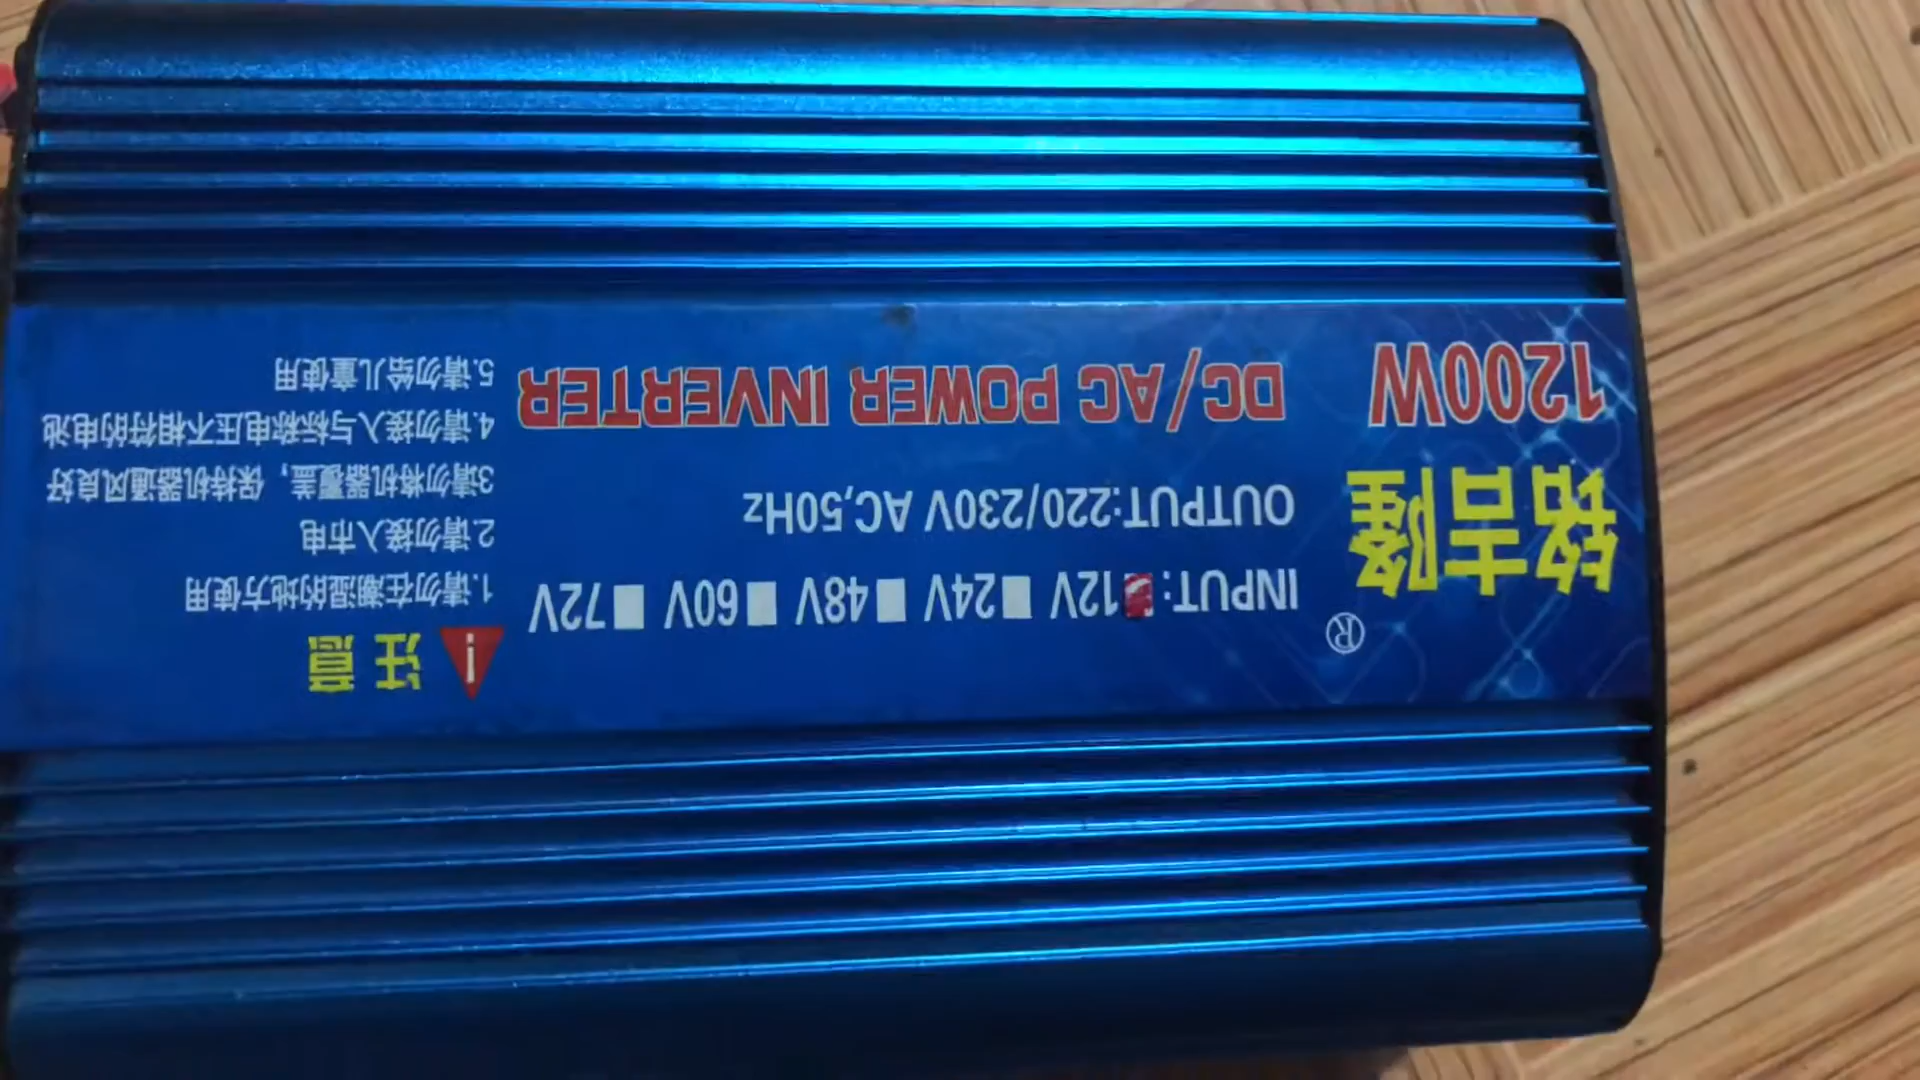 ®
铭吉隆
1200W
INPUT:☑12V □24V □48V □60V □72V
OUTPUT:220/230V AC,50Hz
DC/AC POWER INVERTER
! 注意
1.请勿在潮湿的地方使用
2.请勿接入市电
3请勿将机器覆盖，保持机器通风良好
4.请勿接入与标称电压不相符的电池
5.请勿给儿童使用